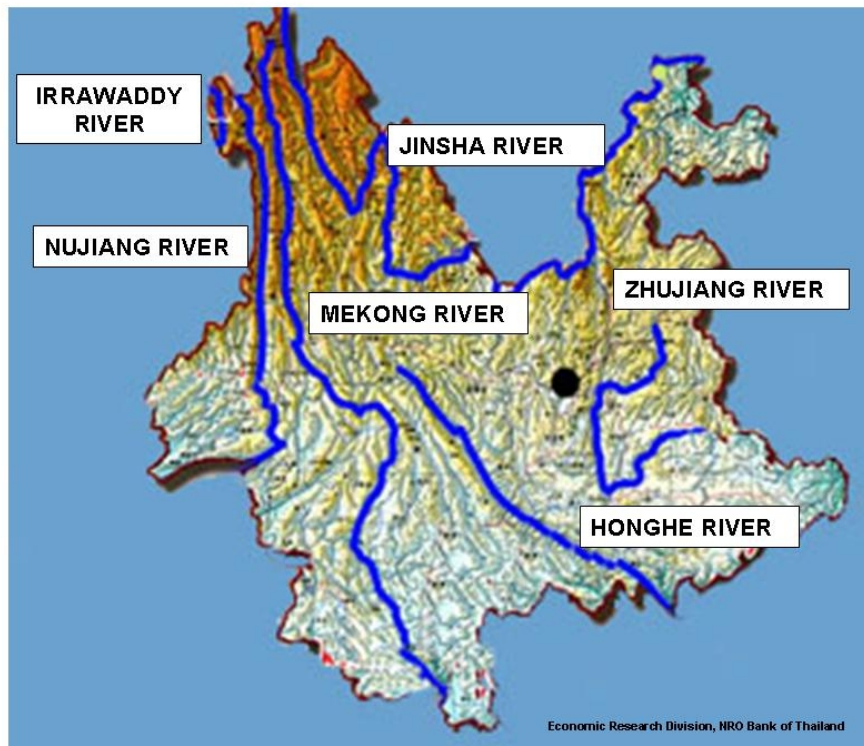 IRRAWADDY
RIVER
JINSHA RIVER
NUJIANG RIVER
ZHUJIANG RIVER
MEKONG RIVER
HONGHE RIVER
Economic Research Division, NRO Bank of Thailand